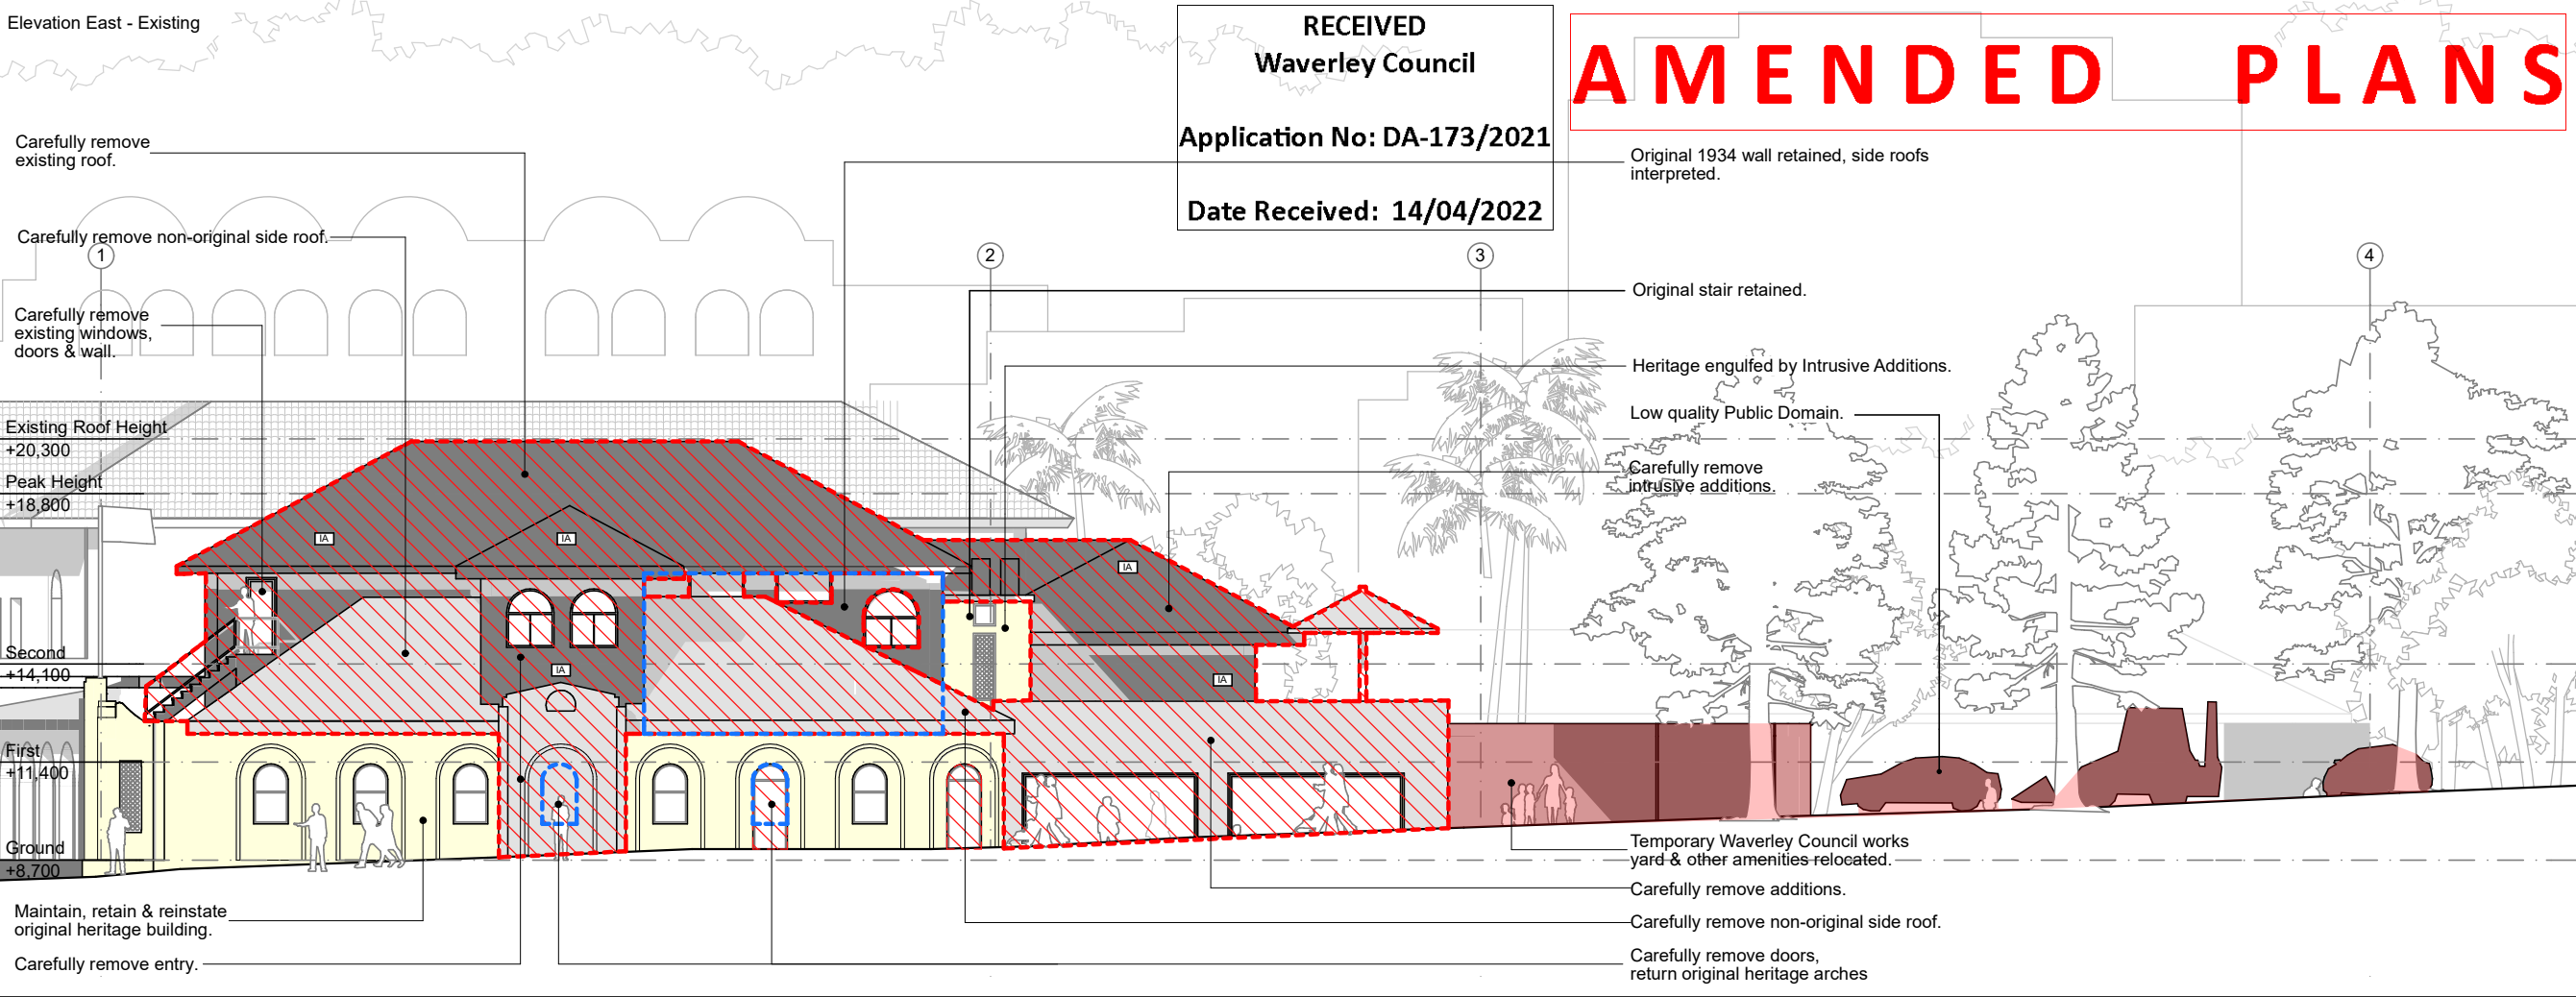 Elevation East - Existing
RECEIVED
Waverley Council
Application No: DA-173/2021
Date Received: 14/04/2022
AMENDED PLANS
Carefully remove
existing roof.
Carefully remove non-original side roof.
1
2
3
4
Carefully remove
existing windows,
doors & wall.
Existing Roof Height
+20,300
Peak Height
+18,800
Second
+14,100
First
+11,400
Ground
+8,700
Maintain, retain & reinstate
original heritage building.
Carefully remove entry.
IA
IA
IA
IA
IA
Original 1934 wall retained, side roofs
interpreted.
Original stair retained.
Heritage engulfed by Intrusive Additions.
Low quality Public Domain.
Carefully remove
intrusive additions.
Temporary Waverley Council works
yard & other amenities relocated.
Carefully remove additions.
Carefully remove non-original side roof.
Carefully remove doors,
return original heritage arches